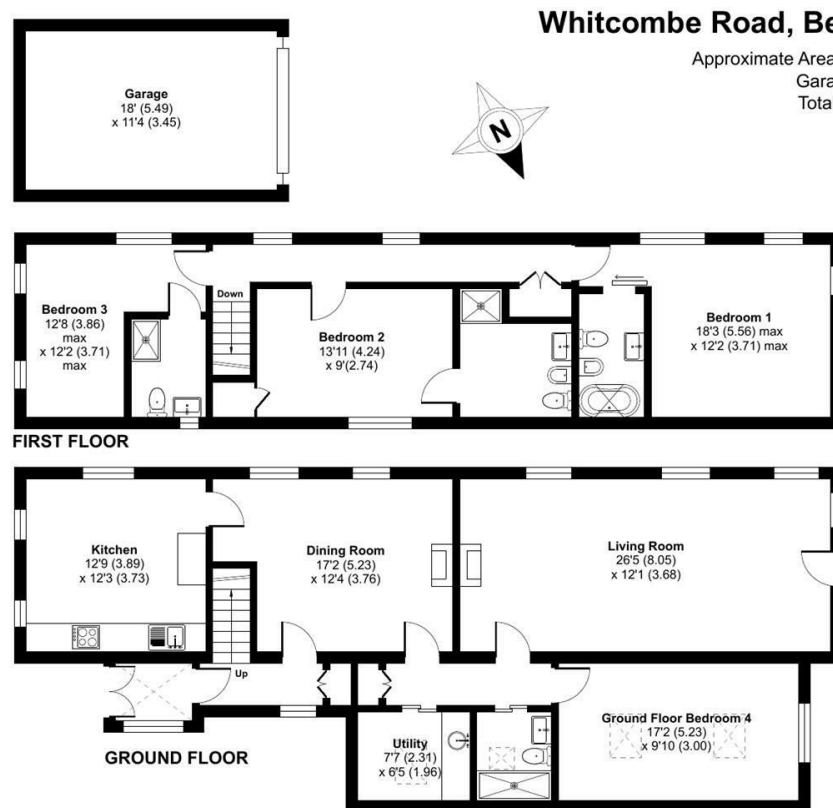 Whitcombe Road, Be
Approximate Area
Gara
Total
Garage
18' (5.49)
x 11'4 (3.45)
N
Bedroom 3
12'8 (3.86)
max
x 12'2 (3.71)
max
Down
Bedroom 2
13'11 (4.24)
x 9'(2.74)
Bedroom 1
18'3 (5.56) max
x 12'2 (3.71) max
FIRST FLOOR
Kitchen
12'9 (3.89)
x 12'3 (3.73)
Dining Room
17'2 (5.23)
x 12'4 (3.76)
Living Room
26'5 (8.05)
x 12'1 (3.68)
Up
Utility
7'7 (2.31)
x 6'5 (1.96)
Ground Floor Bedroom 4
17'2 (5.23)
x 9'10 (3.00)
GROUND FLOOR